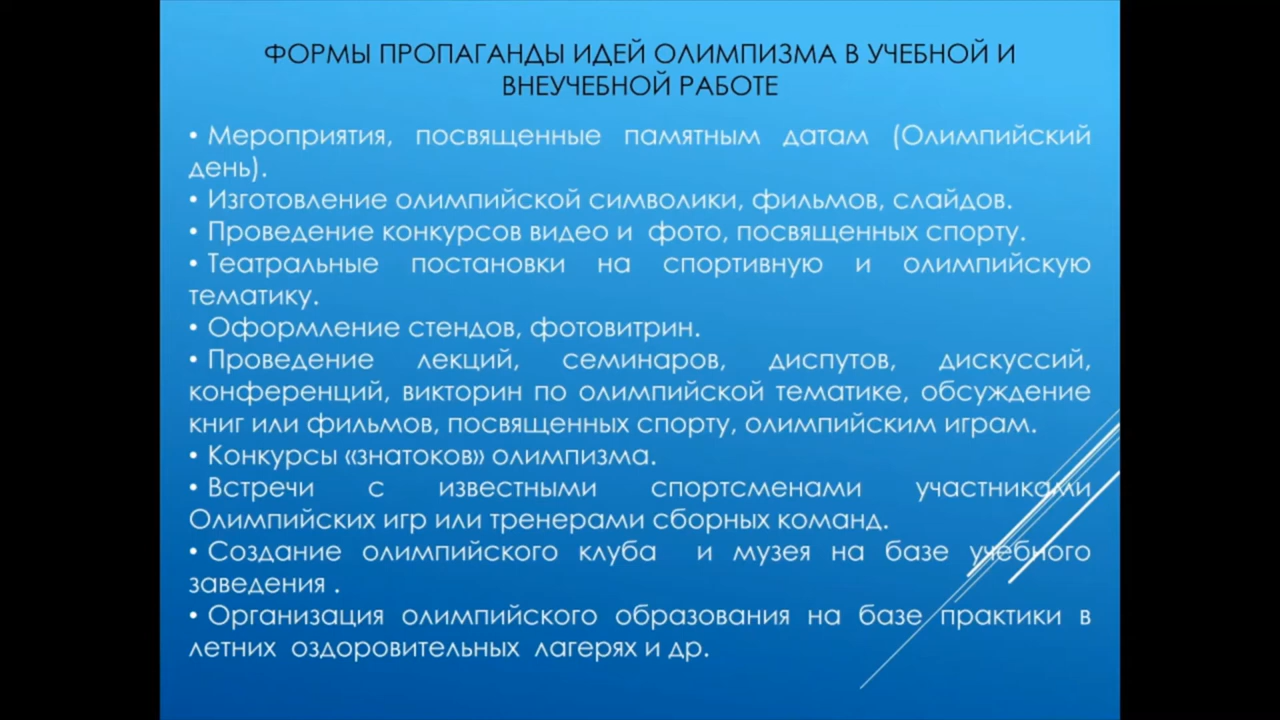 ФОРМЫ ПРОПАГАНДЫ ИДЕЙ ОЛИМПИЗМА В УЧЕБНОЙ И
ВНЕУЧЕБНОЙ РАБОТЕ
• Мероприятия, посвященные памятным датам (Олимпийский
день).
• Изготовление олимпийской символики, фильмов, слайдов.
• Проведение конкурсов видео и фото, посвященных спорту.
• Театральные постановки на спортивную и олимпийскую
тематику.
• Оформление стендов, фотовитрин.
• Проведение лекций, семинаров, диспутов, дискуссий,
конференций, викторин по олимпийской тематике, обсуждение
книг или фильмов, посвященных спорту, олимпийским играм.
• Конкурсы «знатоков» олимпизма.
• Встречи с известными спортсменами участниками
Олимпийских игр или тренерами сборных команд.
• Создание олимпийского клуба и музея на базе учебного
заведения .
• Организация олимпийского образования на базе практики в
летних оздоровительных лагерях и др.